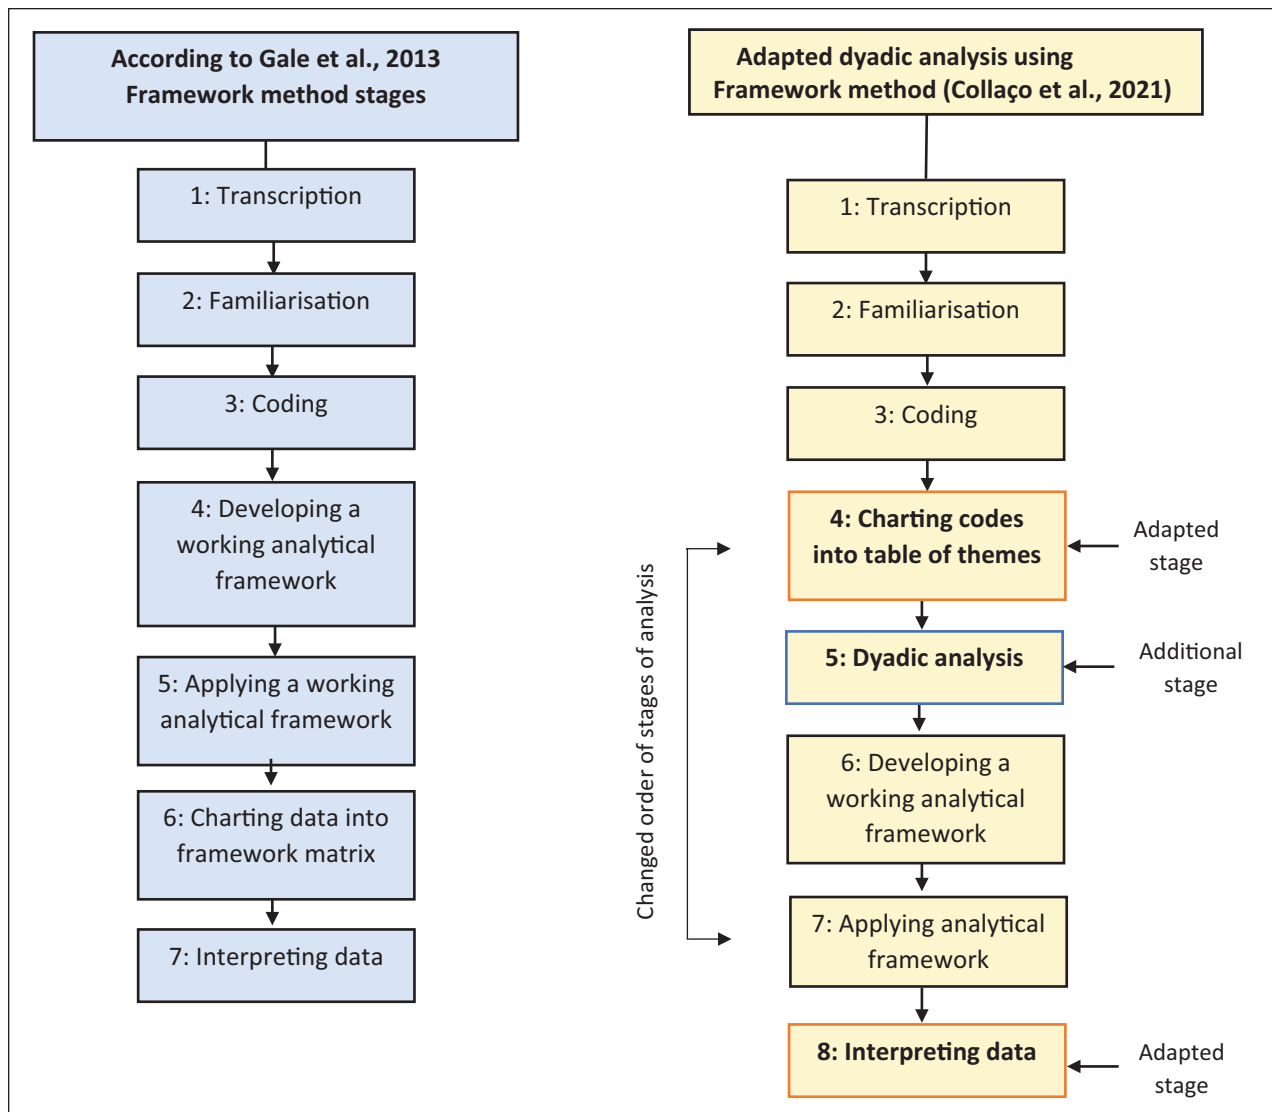 According to Gale et al., 2013
Framework method stages
1: Transcription
2: Familiarisation
3: Coding
4: Developing a
working analytical
framework
5: Applying a working
analytical framework
6: Charting data into
framework matrix
7: Interpreting data
Adapted dyadic analysis using
Framework method (Collaço et al., 2021)
1: Transcription
2: Familiarisation
3: Coding
4: Charting codes
into table of themes
Adapted
stage
5: Dyadic analysis
Additional
stage
6: Developing a
working analytical
framework
7: Applying analytical
framework
8: Interpreting data
Adapted
stage
Changed order of stages of analysis